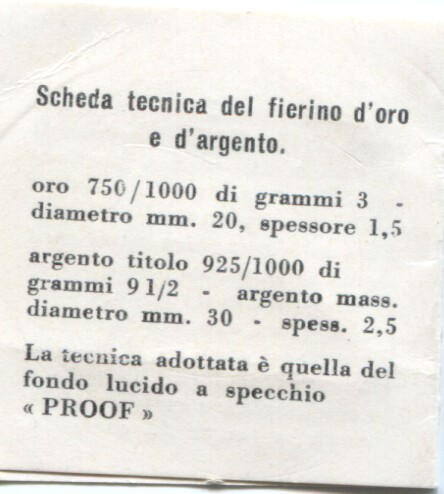 Scheda tecnica del fierino d'oro
e d'argento.
oro 750/1000 di grammi 3 -
diametro mm. 20, spessore 1,5
argento titolo 925/1000 di
grammi 9 1/2 - argento mass.
diametro mm. 30 - spess. 2,5
La tecnica adottata è quella del
fondo lucido a specchio
« PROOF »